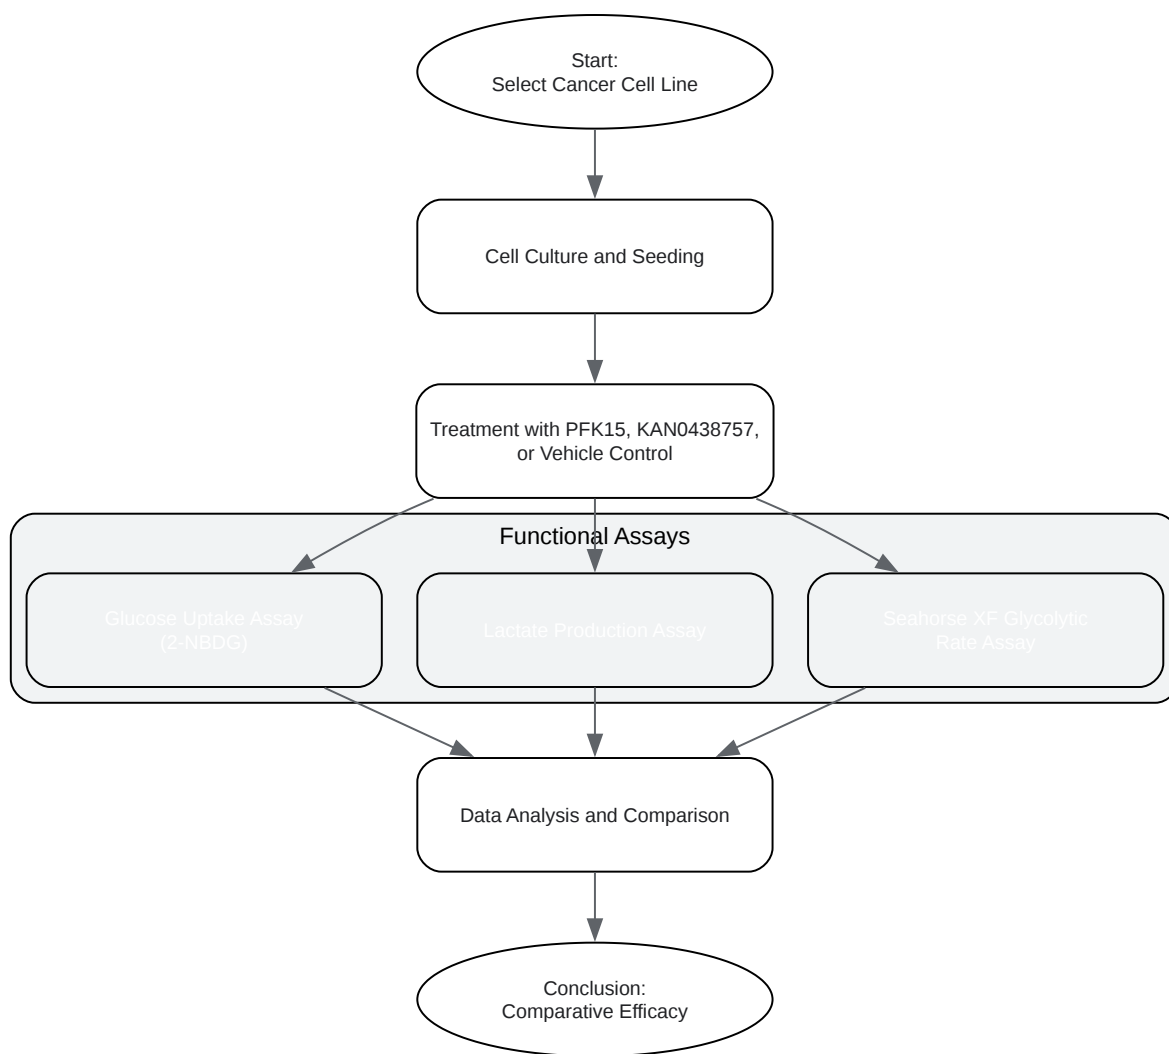 Start:
Select Cancer Cell Line
Cell Culture and Seeding
Treatment with PFK15, KAN0438757,
or Vehicle Control
Functional Assays
Glucose Uptake Assay
(2-NBDG)
Lactate Production Assay
Seahorse XF Glycolytic
Rate Assay
Data Analysis and Comparison
Conclusion:
Comparative Efficacy